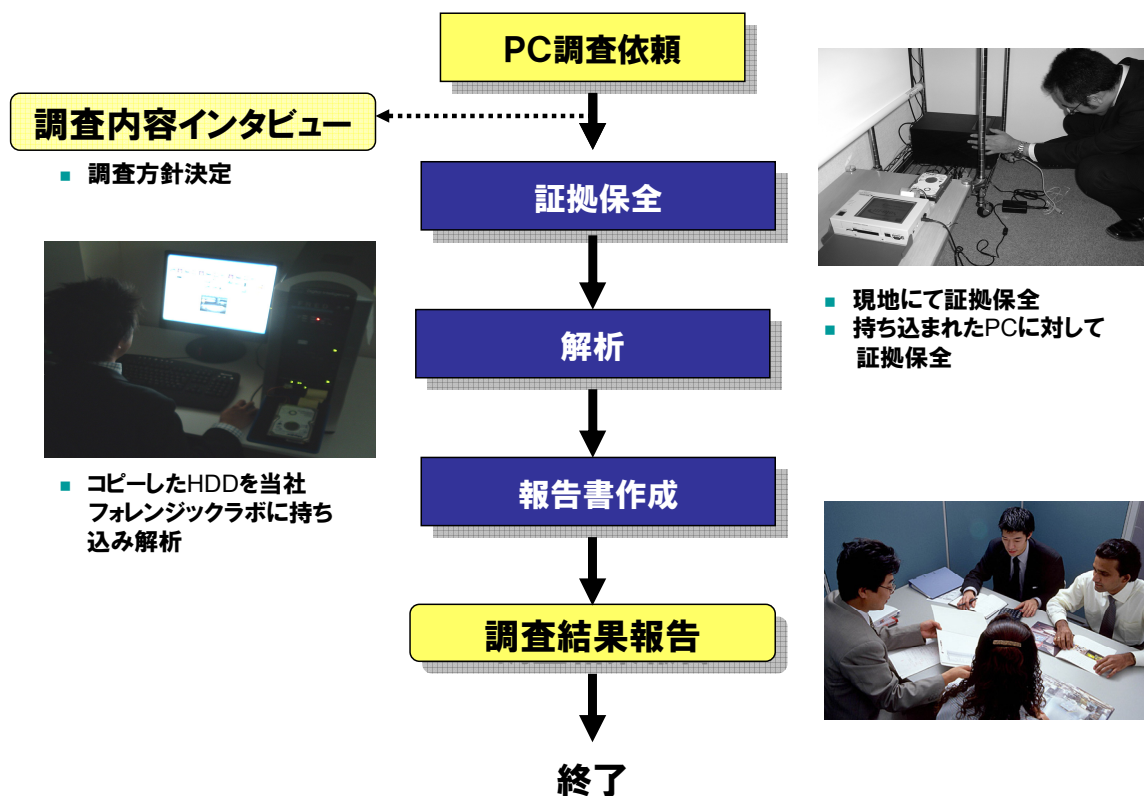 PC調査依頼
調査内容インタビュー
■ 調査方針決定
証拠保全
■ 現地にて証拠保全
■ 持ち込まれたPCに対して
証拠保全
解析
■ コピーしたHDDを当社
フォレンジックラボに持ち
込み解析
報告書作成
調査結果報告
終了